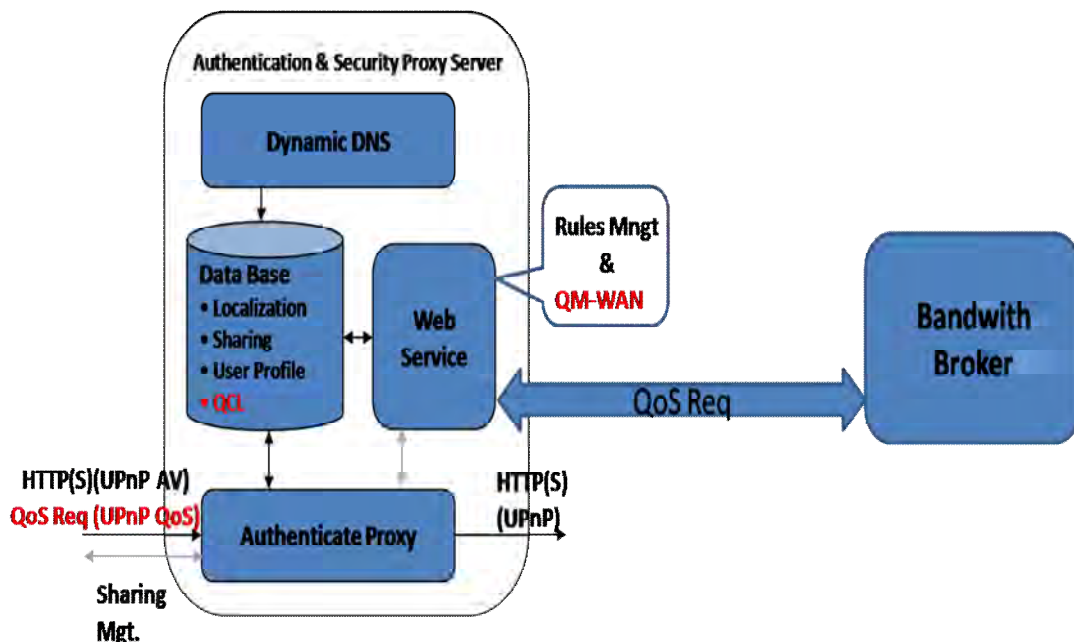 Authentication & Security Proxy Server
Dynamic DNS
Data Base
• Localization
• Sharing
• User Profile
• QCL
Web
Service
Rules Mngt
&
QM-WAN
Bandwith
Broker
QoS Req
HTTP(S)(UPnP AV)
QoS Req (UPnP QoS)
Authenticate Proxy
HTTP(S)
(UPnP)
Sharing
Mgt.